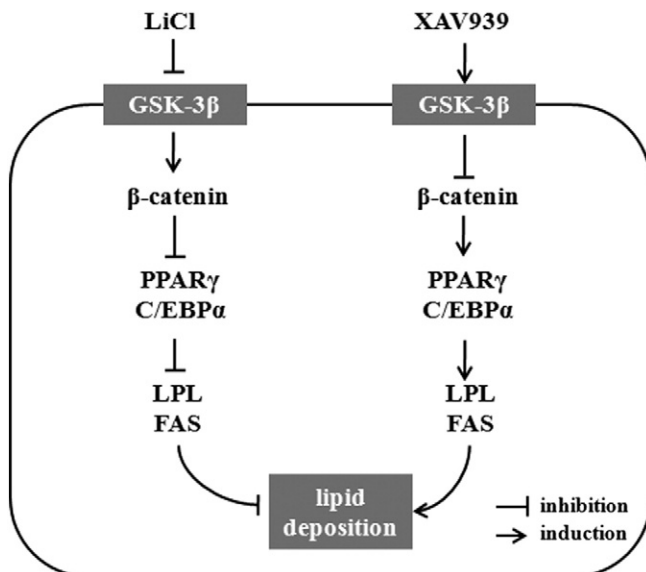 LiCl
XAV939
GSK-3β
GSK-3β
β-catenin
β-catenin
PPARγ
C/EBPα
PPARγ
C/EBPα
LPL
FAS
LPL
FAS
lipid
deposition
inhibition
induction